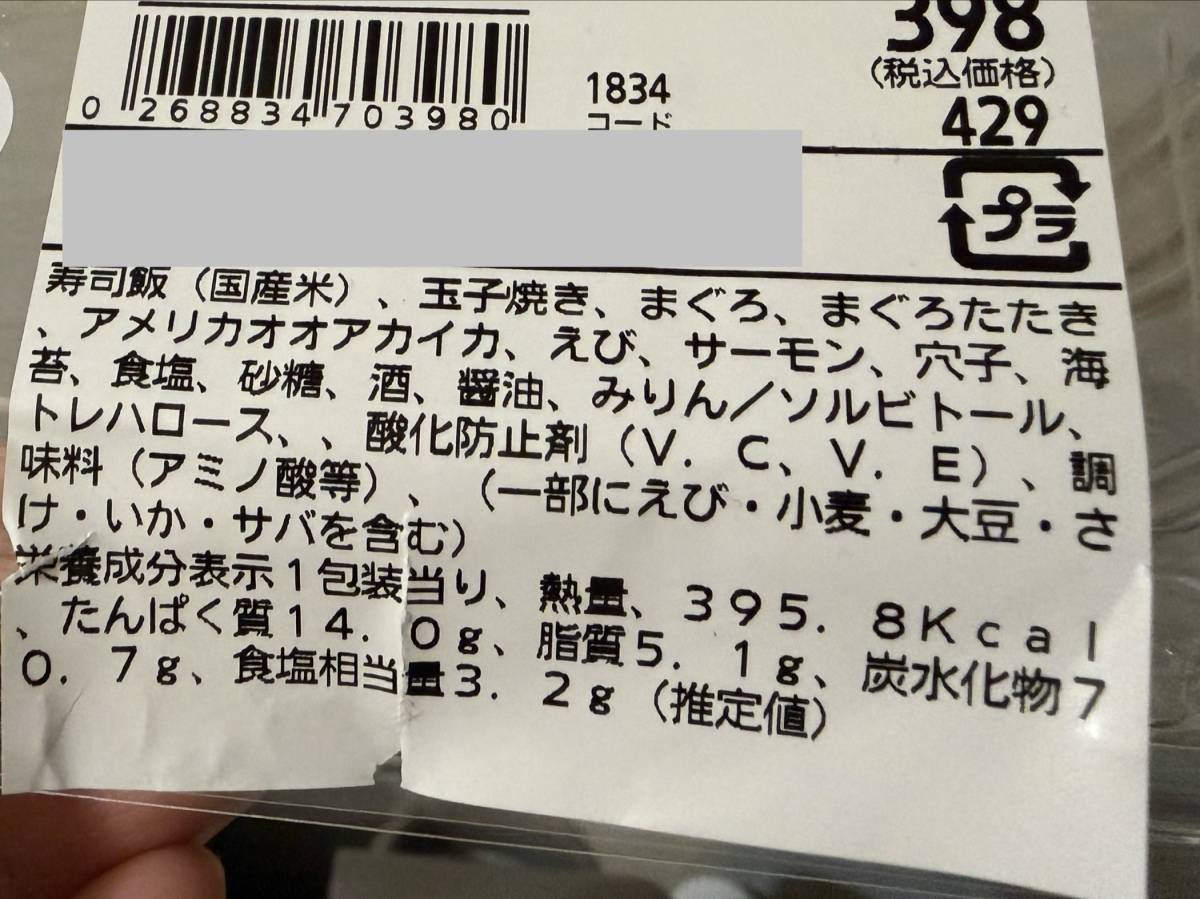 398
0 268834 703980
1834
(税込価格)
コード
429
プラ
寿司飯（国産米）、玉子焼き、まぐろ、まぐろたたき
、アメリカオオアカイカ、えび、サーモン、穴子、海
苔、食塩、砂糖、酒、醤油、みりん／ソルビトール、
トレハロース、、酸化防止剤（V．C、V．E）、調
味料（アミノ酸等）、（一部にえび・小麦・大豆・さ
け・いか・サバを含む）
栄養成分表示1包装当り、熱量、395．8Kcal
、たんぱく質14．0g、脂質5．1g、炭水化物7
0．7g、食塩相当量3．2g（推定値）